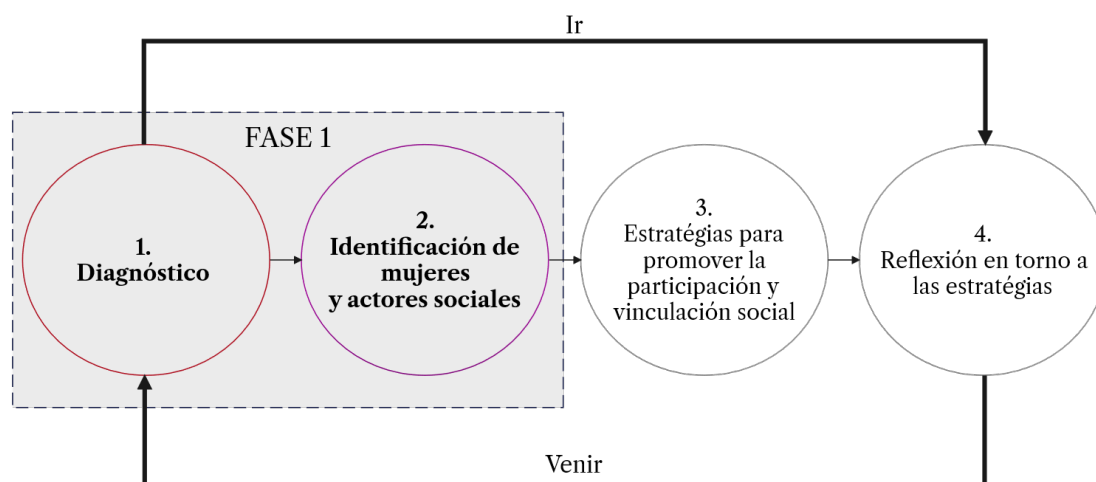 Ir
FASE 1
1.
Diagnóstico
2.
Identificación de
mujeres
y actores sociales
3.
Estratégias para
promover la
participación y
vinculación social
4.
Reflexión en torno a
las estratégias
Venir